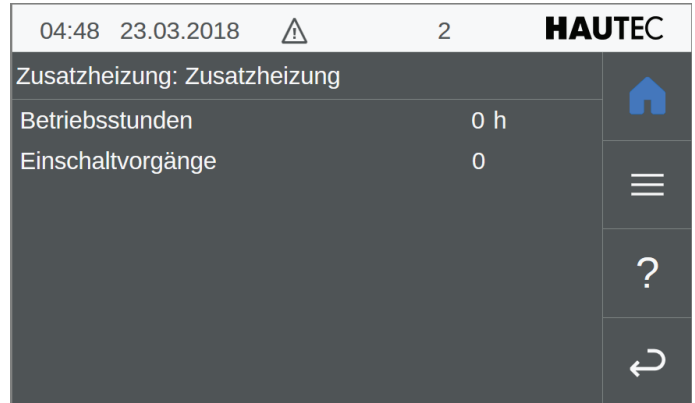 04:48 23.03.2018 2 HAUTEC
Zusatzheizung: Zusatzheizung
Betriebsstunden 0 h
Einschaltvorgänge 0
?